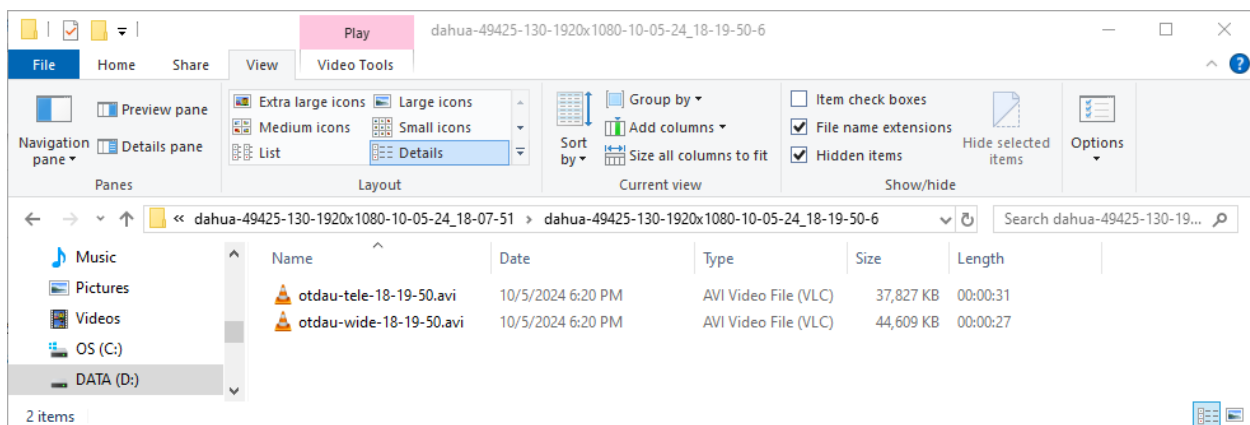 Play dahua-49425-130-1920x1080-10-05-24_18-19-50-6
File Home Share View Video Tools
Navigation pane
Preview pane
Details pane
Panes
Extra large icons Large icons
Medium icons Small icons
List Details
Layout
Sort by
Group by
Add columns
Size all columns to fit
Current view
Item check boxes
File name extensions
Hidden items
Hide selected items
Show/hide
Options
« dahua-49425-130-1920x1080-10-05-24_18-07-51 › dahua-49425-130-1920x1080-10-05-24_18-19-50-6 Search dahua-49425-130-19...
Music
Pictures
Videos
OS (C:)
DATA (D:)
Name Date Type Size Length
otdau-tele-18-19-50.avi 10/5/2024 6:20 PM AVI Video File (VLC) 37,827 KB 00:00:31
otdau-wide-18-19-50.avi 10/5/2024 6:20 PM AVI Video File (VLC) 44,609 KB 00:00:27
2 items